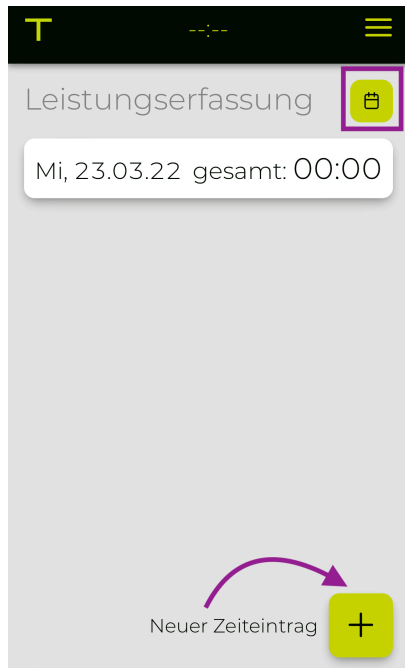 T --:--
Leistungserfassung
Mi, 23.03.22 gesamt: 00:00
Neuer Zeiteintrag +